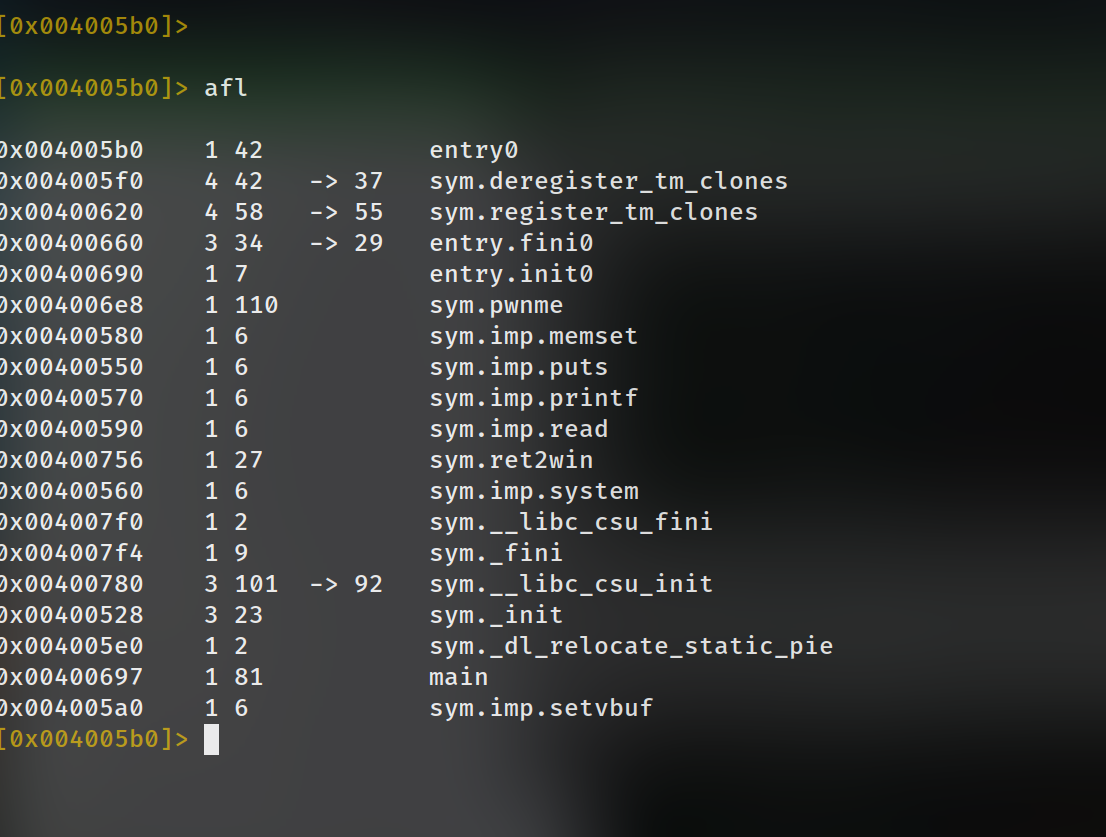 [0x004005b0]>
[0x004005b0]> afl
0x004005b0 1 42 entry0
0x004005f0 4 42 -> 37 sym.deregister_tm_clones
0x00400620 4 58 -> 55 sym.register_tm_clones
0x00400660 3 34 -> 29 entry.fini0
0x00400690 1 7 entry.init0
0x004006e8 1 110 sym.pwnme
0x00400580 1 6 sym.imp.memset
0x00400550 1 6 sym.imp.puts
0x00400570 1 6 sym.imp.printf
0x00400590 1 6 sym.imp.read
0x00400756 1 27 sym.ret2win
0x00400560 1 6 sym.imp.system
0x004007f0 1 2 sym.__libc_csu_fini
0x004007f4 1 9 sym._fini
0x00400780 3 101 -> 92 sym.__libc_csu_init
0x00400528 3 23 sym._init
0x004005e0 1 2 sym._dl_relocate_static_pie
0x00400697 1 81 main
0x004005a0 1 6 sym.imp.setvbuf
[0x004005b0]>